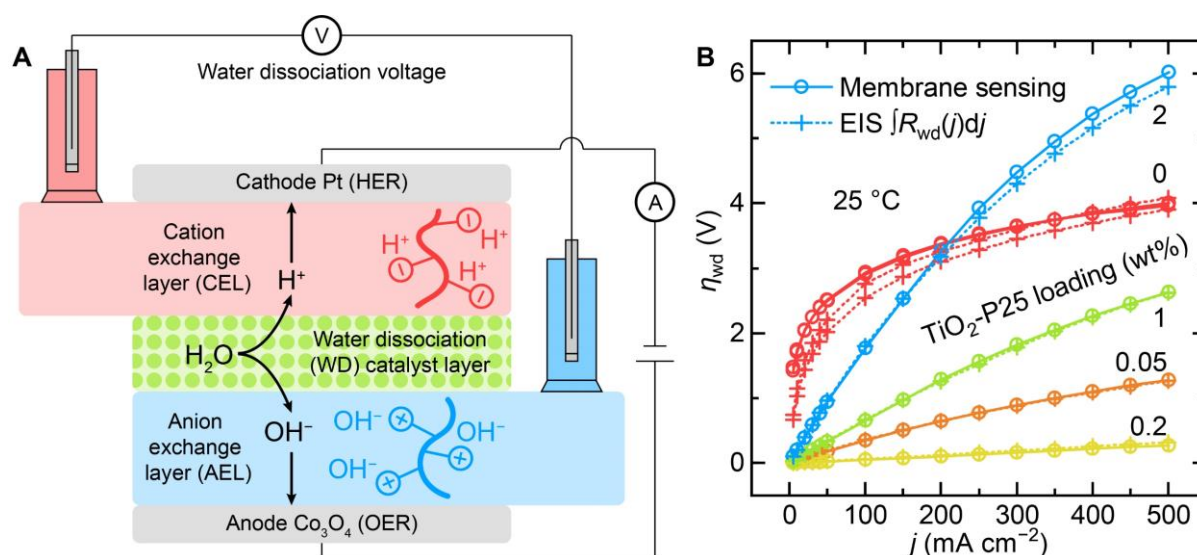 A
V
Water dissociation voltage
Cathode Pt (HER)
A
Cation
exchange
layer (CEL)
H⁺
H⁺
H⁺
H⁺
H₂O
Water dissociation
(WD) catalyst layer
Anion
exchange
layer (AEL)
OH⁻
OH⁻
OH⁻
OH⁻
Anode Co₃O₄ (OER)
B
Membrane sensing
EIS ∫R_wd(j)dj
25 °C
TiO₂-P25 loading (wt%)
2
0
1
0.05
0.2
η_wd (V)
6
4
2
0
0 100 200 300 400 500
j (mA cm⁻²)